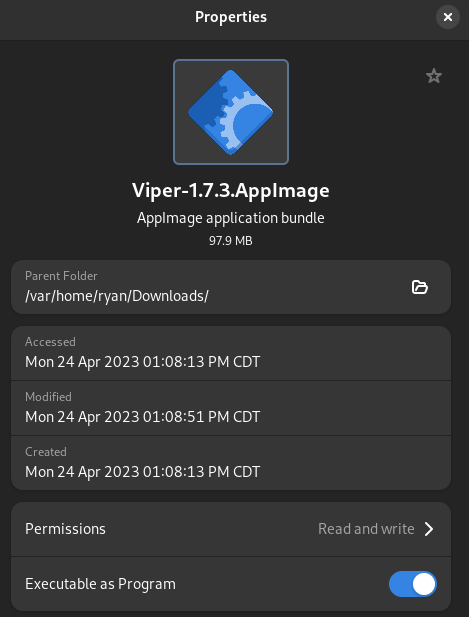 Properties
Viper-1.7.3.AppImage
AppImage application bundle
97.9 MB
Parent Folder
/var/home/ryan/Downloads/
Accessed
Mon 24 Apr 2023 01:08:13 PM CDT
Modified
Mon 24 Apr 2023 01:08:51 PM CDT
Created
Mon 24 Apr 2023 01:08:13 PM CDT
Permissions Read and write
Executable as Program